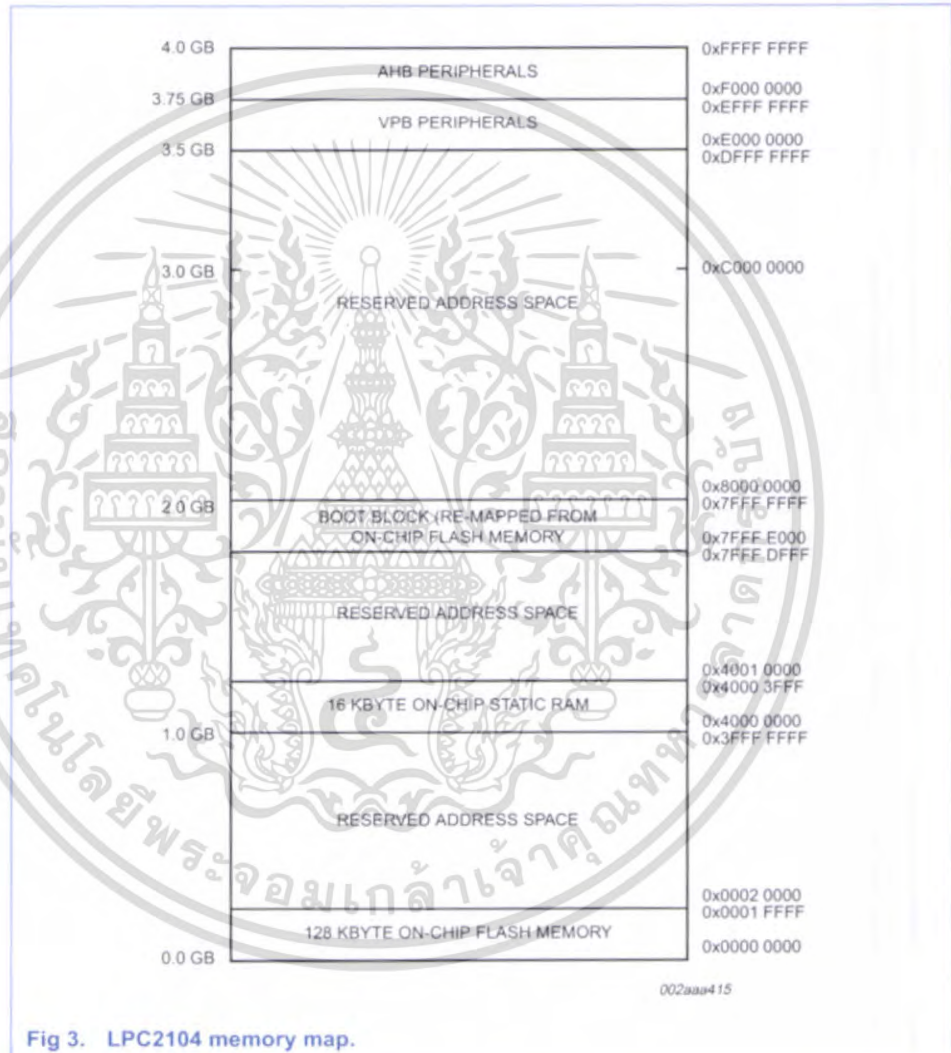 4.0 GB
0xFFFF FFFF
AHB PERIPHERALS
0xF000 0000
3.75 GB
0xEFFF FFFF
VPB PERIPHERALS
0xE000 0000
3.5 GB
0xDFFF FFFF
3.0 GB
0xC000 0000
RESERVED ADDRESS SPACE
0x8000 0000
2.0 GB
0x7FFF FFFF
BOOT BLOCK (RE-MAPPED FROM
ON-CHIP FLASH MEMORY
0x7FFF E000
0x7FFF DFFF
RESERVED ADDRESS SPACE
0x4001 0000
0x4000 3FFF
16 KBYTE ON-CHIP STATIC RAM
0x4000 0000
1.0 GB
0x3FFF FFFF
RESERVED ADDRESS SPACE
0x0002 0000
0x0001 FFFF
128 KBYTE ON-CHIP FLASH MEMORY
0x0000 0000
0.0 GB
002aaa415
Fig 3. LPC2104 memory map.